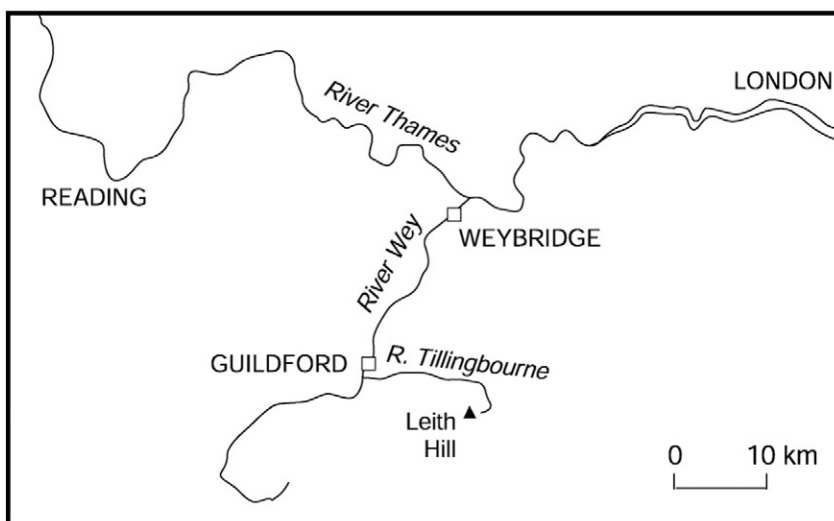 LONDON
River Thames
READING
WEYBRIDGE
River Wey
GUILDFORD
R. Tillingbourne
Leith
Hill
0 10 km